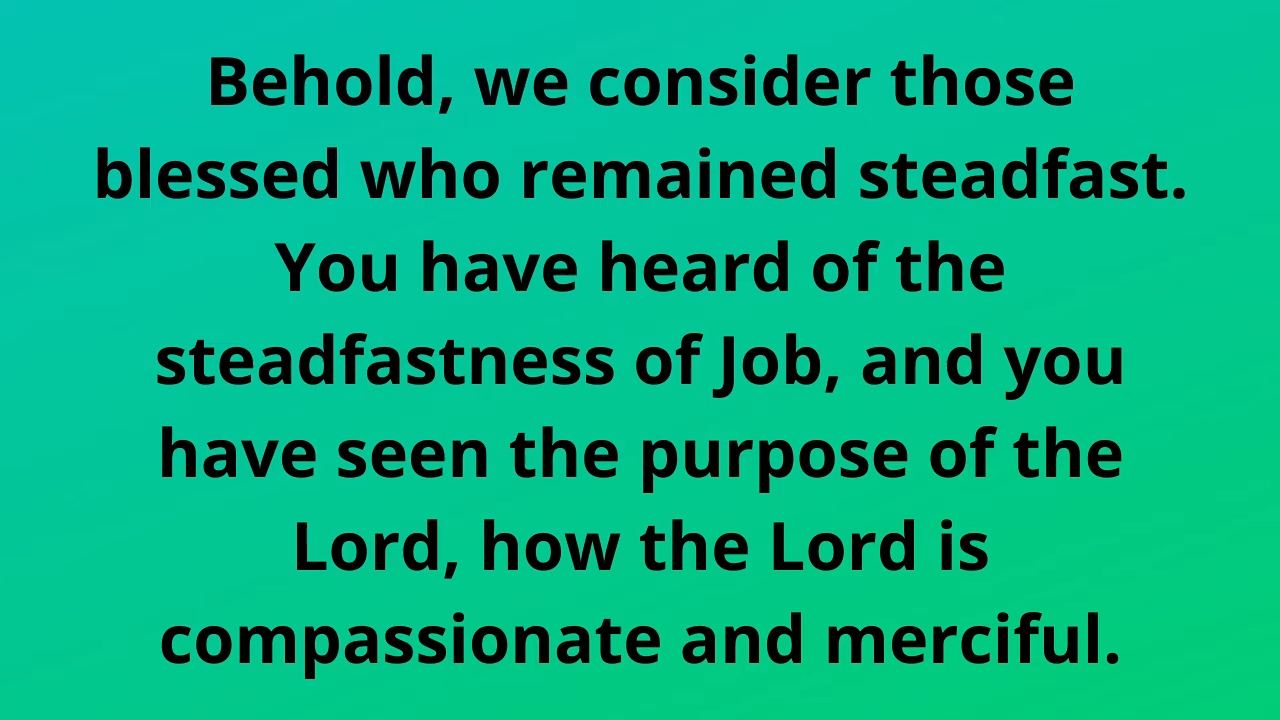 Behold, we consider those
blessed who remained steadfast.
You have heard of the
steadfastness of Job, and you
have seen the purpose of the
Lord, how the Lord is
compassionate and merciful.